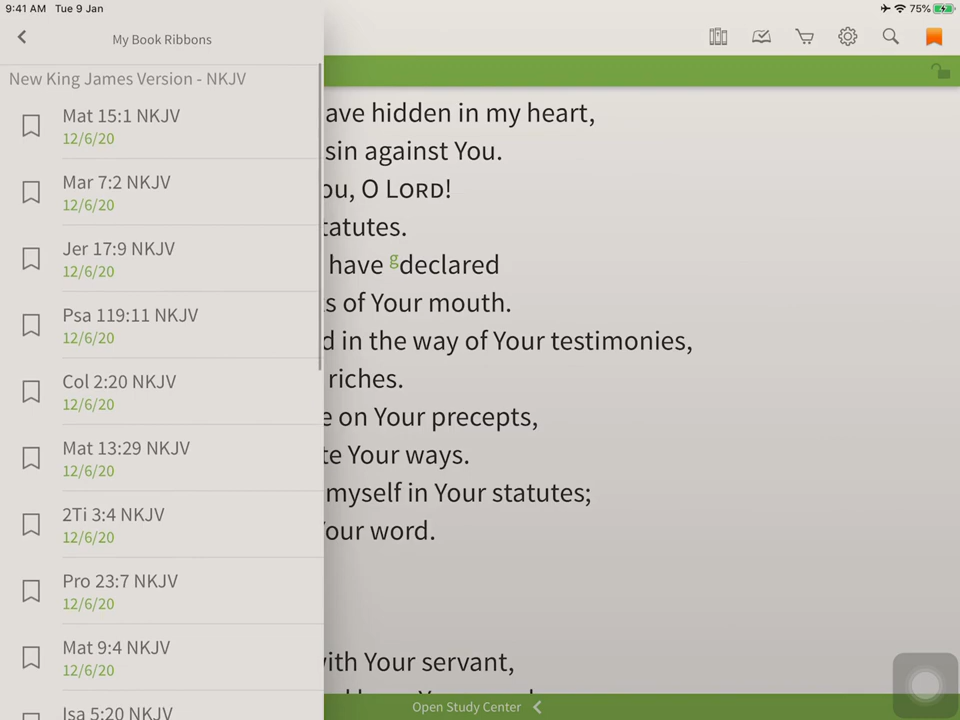 9:41 AM Tue 9 Jan
75%
My Book Ribbons
New King James Version - NKJV
Mat 15:1 NKJV
12/6/20
Mar 7:2 NKJV
12/6/20
Jer 17:9 NKJV
12/6/20
Psa 119:11 NKJV
12/6/20
Col 2:20 NKJV
12/6/20
Mat 13:29 NKJV
12/6/20
2Ti 3:4 NKJV
12/6/20
Pro 23:7 NKJV
12/6/20
Mat 9:4 NKJV
12/6/20
Isa 5:20 NKJV
ave hidden in my heart,
sin against You.
ou, O LORD!
tatutes.
have gdeclared
s of Your mouth.
d in the way of Your testimonies,
riches.
e on Your precepts,
te Your ways.
myself in Your statutes;
Your word.
with Your servant,
Open Study Center